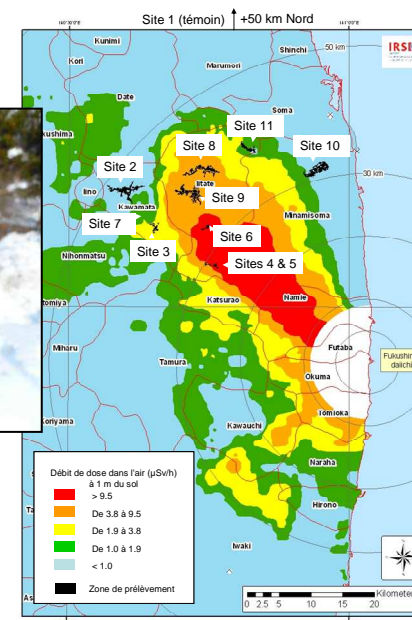 Site 1 (témoin)
+50 km Nord
Kunimi
Shinchi
50 km
IRS
Kori
Marumori
Date
Soma
Site 11
Site 8
Site 10
Site 2
Iino
Iitate
30 km
Kawamata
Site 9
Minamisoma
Site 7
Site 6
Site 3
Nihonmatsu
Sites 4 & 5
Katsurao
Namie
Miharu
Futaba
Tamura
Okuma
Fukushim
daiichi
Tomioka
Koriyama
Kawauchi
Naraha
Débit de dose dans l'air (µSv/h)
à 1 m du sol
> 9.5
De 3.8 à 9.5
De 1.9 à 3.8
De 1.0 à 1.9
< 1.0
Zone de prélèvement
Hirono
Iwaki
Kilometer
0 2.5 5 10 15 20